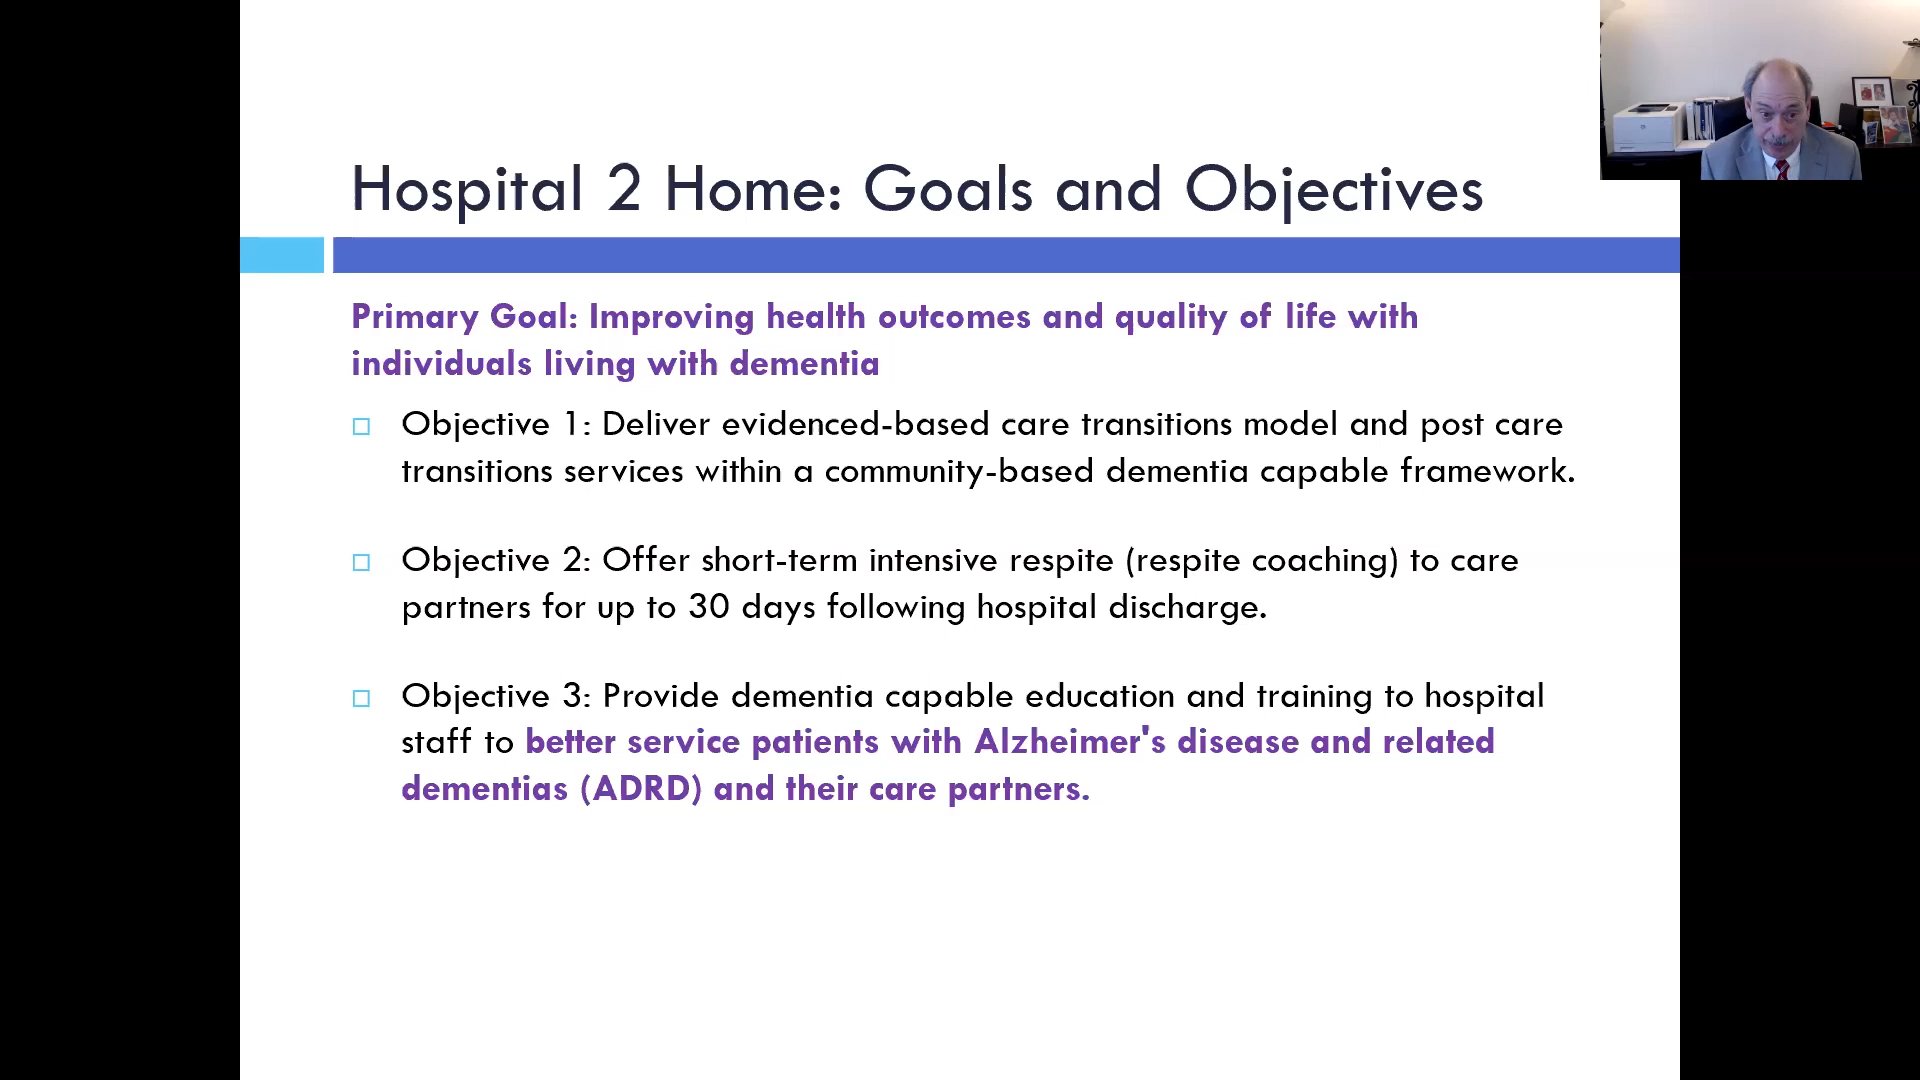 Hospital 2 Home: Goals and Objectives
Primary Goal: Improving health outcomes and quality of life with
individuals living with dementia
Objective 1: Deliver evidenced-based care transitions model and post care
transitions services within a community-based dementia capable framework.
Objective 2: Offer short-term intensive respite (respite coaching) to care
partners for up to 30 days following hospital discharge.
Objective 3: Provide dementia capable education and training to hospital
staff to better service patients with Alzheimer's disease and related
dementias (ADRD) and their care partners.